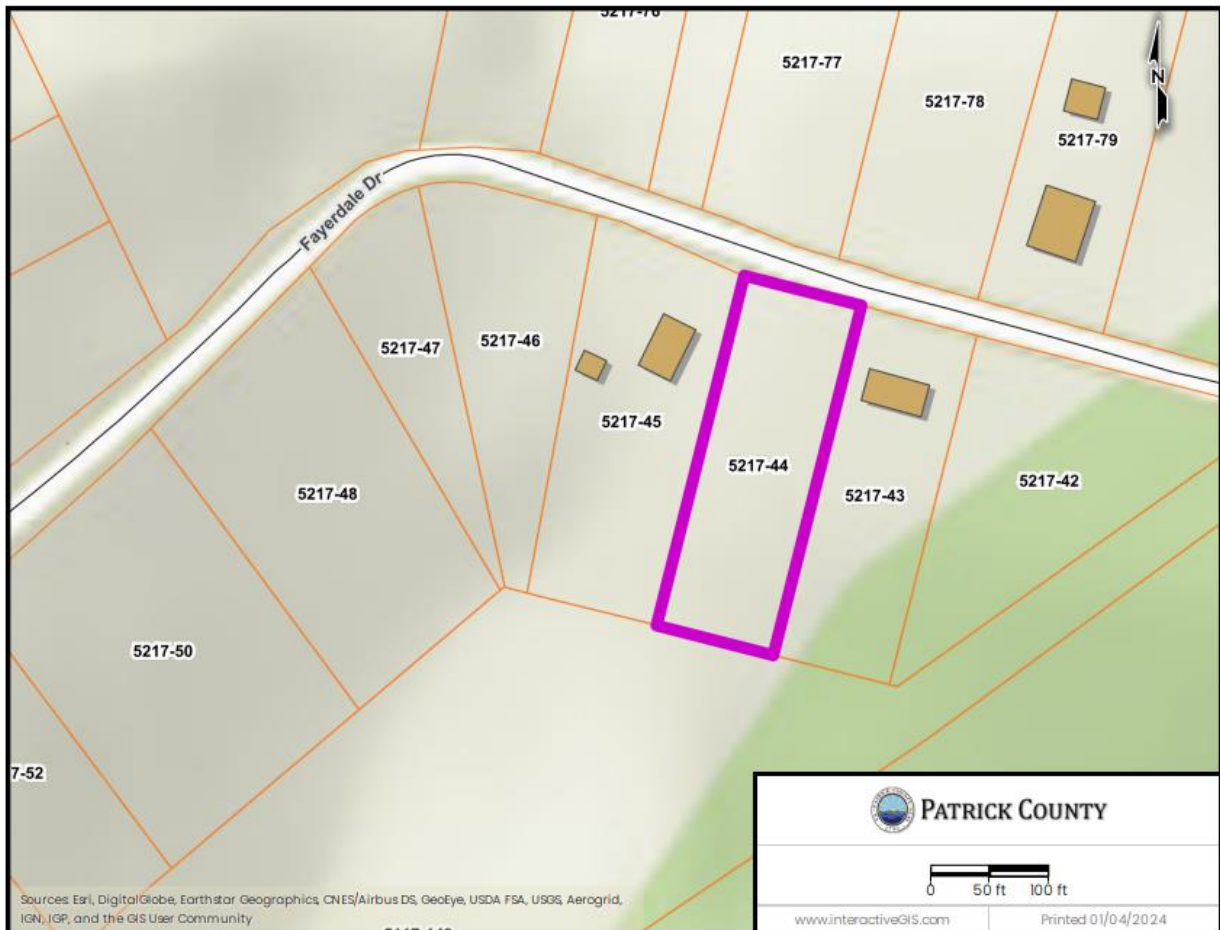 5217-76
5217-77
5217-78
N
5217-79
Fayerdale Dr
5217-47
5217-46
5217-45
5217-44
5217-43
5217-42
5217-48
5217-50
7-52
PATRICK COUNTY
0 50 ft 100 ft
Sources: Esri, DigitalGlobe, Earthstar Geographics, CNES/Airbus DS, GeoEye, USDA FSA, USGS, Aerogrid,
IGN, IGP, and the GIS User Community
www.interactiveGIS.com Printed 01/04/2024